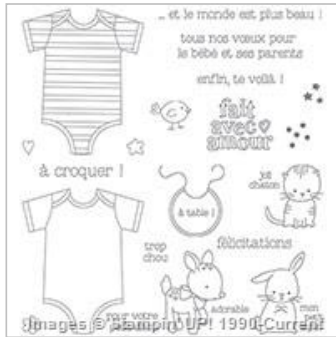 ... et le monde est plus beau !
tous nos vœux pour
le bébé et ses parents
enfin, te voilà !
fait
avec
amour
à croquer !
joli
chaton
à table !
félicitations
trop
chou
adorable
mon
petit
pour votre
Images © Stampin' UP! 1990-Current